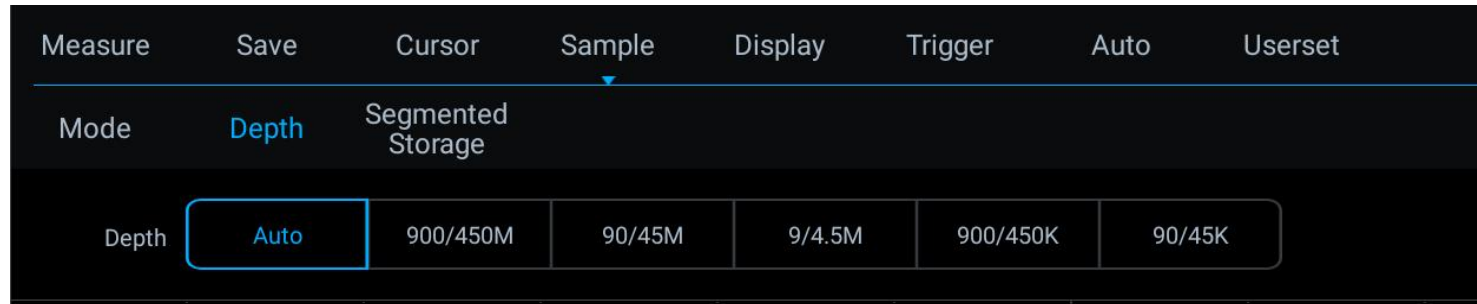 Measure Save Cursor Sample Display Trigger Auto Userset
Mode Depth Segmented
Storage
Depth Auto 900/450M 90/45M 9/4.5M 900/450K 90/45K